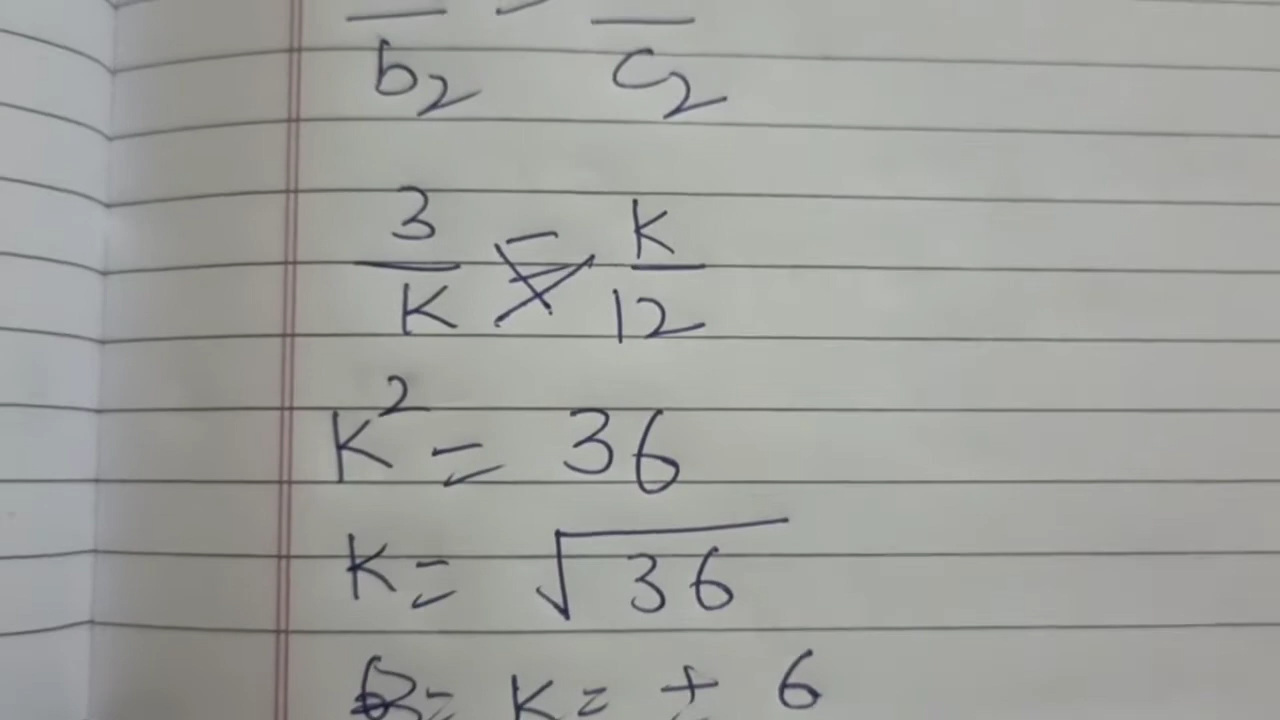 b₂ = c₂
3/K = K/12
K² = 36
K = √36
K = ± 6